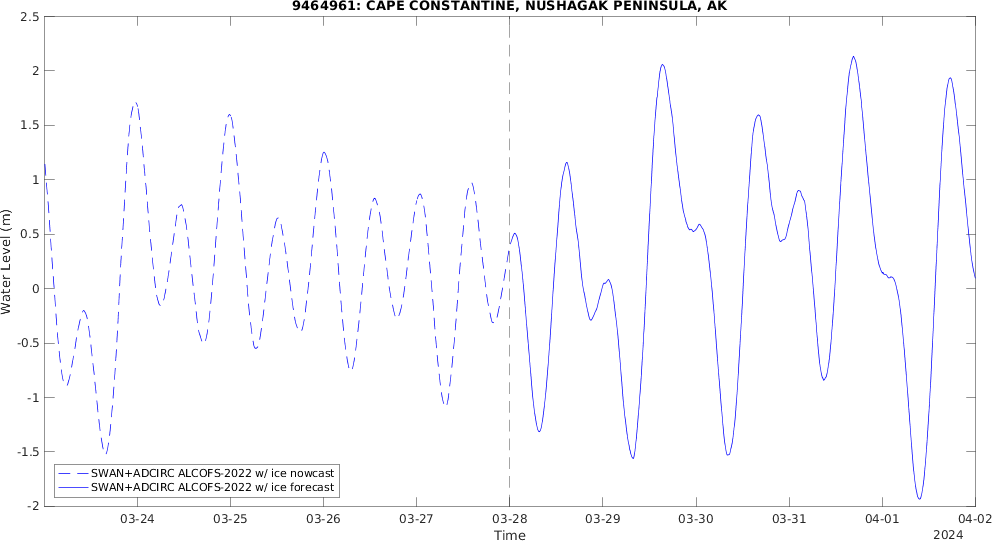 9464961: CAPE CONSTANTINE, NUSHAGAK PENINSULA, AK
2.5
2
1.5
1
0.5
0
-0.5
-1
-1.5
-2
Water Level (m)
SWAN+ADCIRC ALCOFS-2022 w/ ice nowcast
SWAN+ADCIRC ALCOFS-2022 w/ ice forecast
03-24 03-25 03-26 03-27 03-28 03-29 03-30 03-31 04-01 04-02
Time
2024